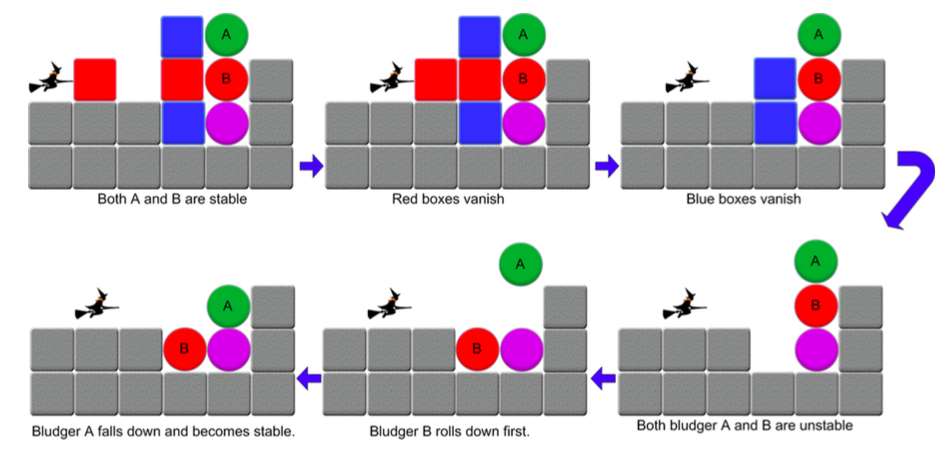 A
B
Both A and B are stable
A
B
Red boxes vanish
A
B
Blue boxes vanish
A
B
Both bludger A and B are unstable
A
B
Bludger B rolls down first.
A
B
Bludger A falls down and becomes stable.